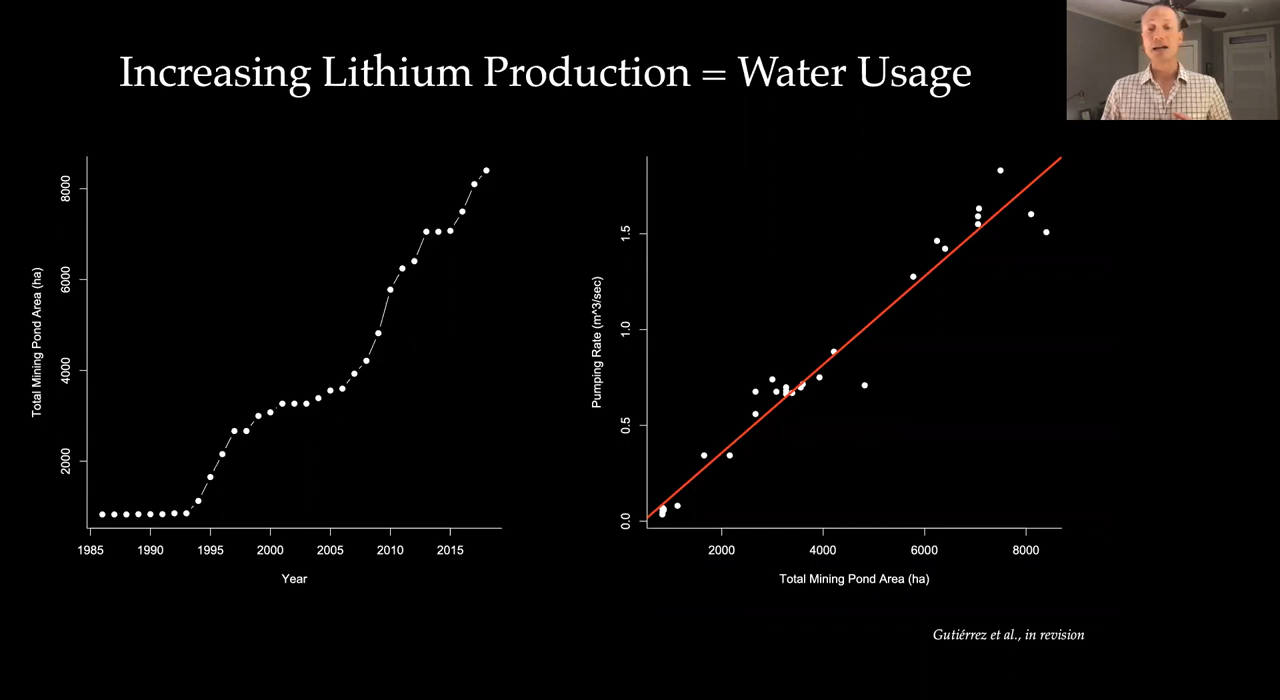 Increasing Lithium Production = Water Usage
Total Mining Pond Area (ha)
8000
6000
4000
2000
1985 1990 1995 2000 2005 2010 2015
Year
Pumping Rate (m^3/sec)
1.5
1.0
0.5
0.0
2000 4000 6000 8000
Total Mining Pond Area (ha)
Gutiérrez et al., in revision